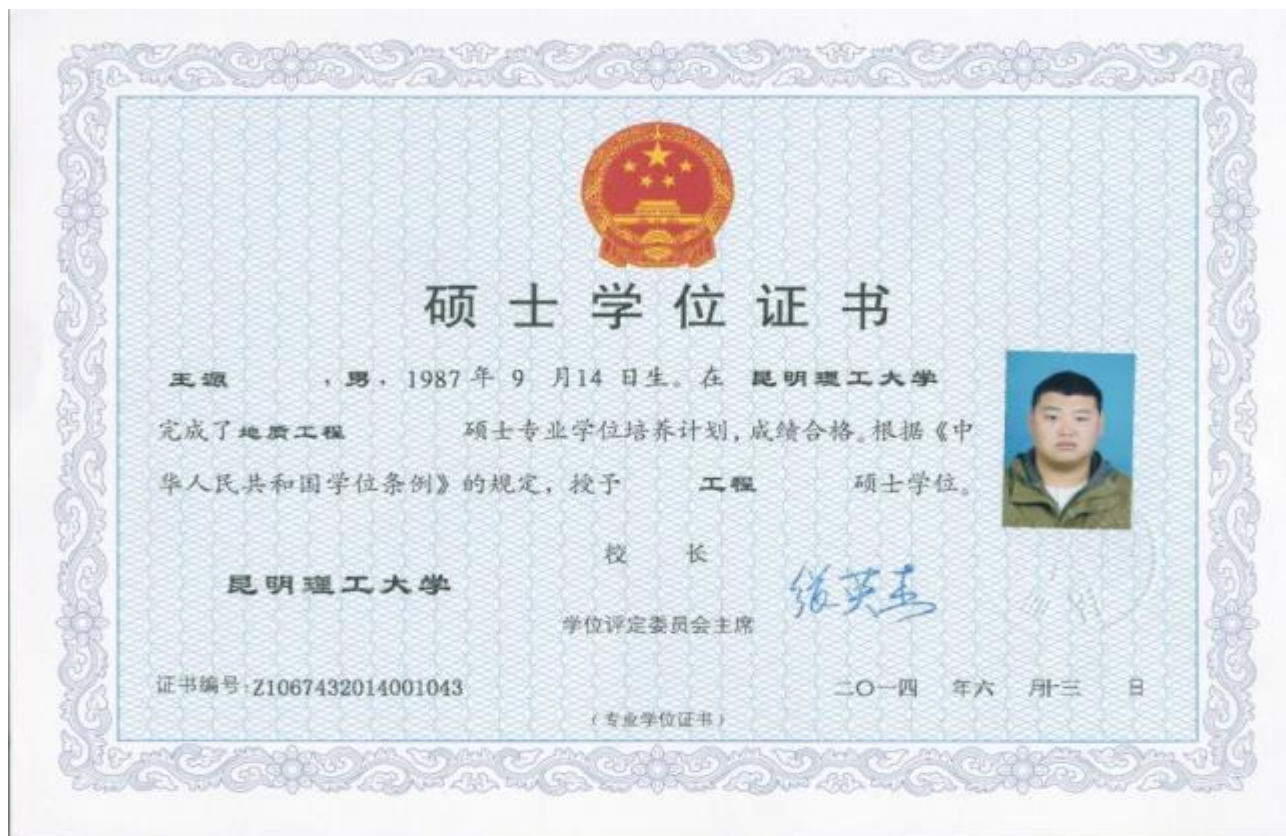 硕士学位证书
王源 ,男,1987年9月14日生。在 昆明理工大学
完成了地质工程 硕士专业学位培养计划,成绩合格。根据《中
华人民共和国学位条例》的规定,授予 工程 硕士学位。
校 长
昆明理工大学
张英杰
学位评定委员会主席
证书编号:Z1067432014001043
二〇一四 年六 月十三 日
(专业学位证书)